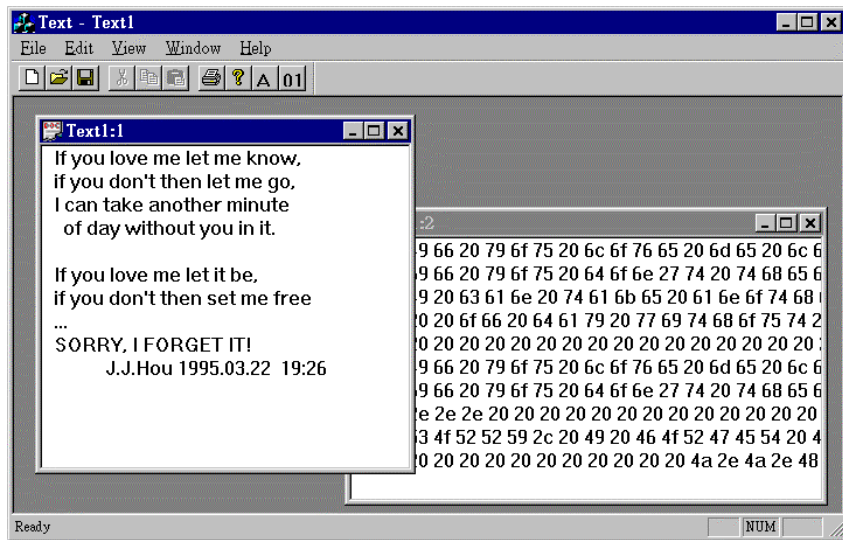 Text - Text1
File Edit View Window Help
A 01
Text1:1
If you love me let me know,
if you don't then let me go,
I can take another minute
of day without you in it.
If you love me let it be,
if you don't then set me free
...
SORRY, I FORGET IT!
J.J.Hou 1995.03.22 19:26
:2
9 66 20 79 6f 75 20 6c 6f 76 65 20 6d 65 20 6c 6
9 66 20 79 6f 75 20 64 6f 6e 27 74 20 74 68 65 6
9 20 63 61 6e 20 74 61 6b 65 20 61 6e 6f 74 68
0 20 6f 66 20 64 61 79 20 77 69 74 68 6f 75 74 2
20 20 20 20 20 20 20 20 20 20 20 20 20 20 20
9 66 20 79 6f 75 20 6c 6f 76 65 20 6d 65 20 6c 6
9 66 20 79 6f 75 20 64 6f 6e 27 74 20 74 68 65 6
e 2e 2e 20 20 20 20 20 20 20 20 20 20 20 20 20
3 4f 52 52 59 2c 20 49 20 46 4f 52 47 45 54 20 4
0 20 20 20 20 20 20 20 20 20 20 4a 2e 4a 2e 48
Ready
NUM